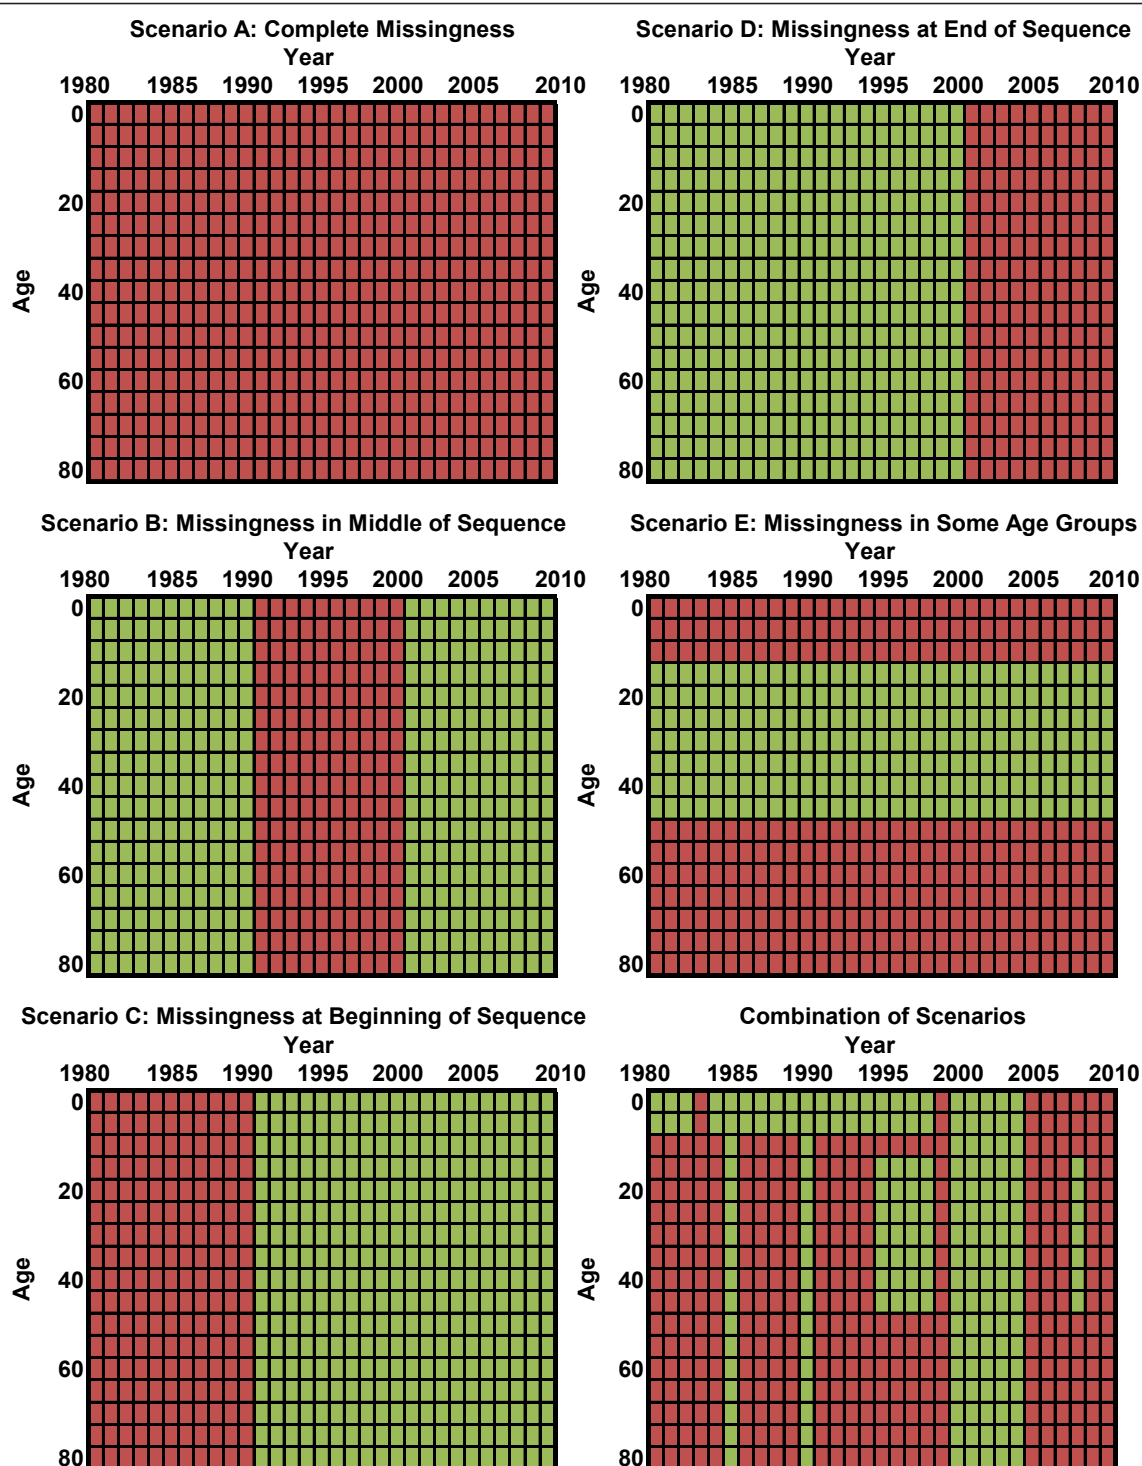 Scenario A: Complete Missingness
Year
1980 1985 1990 1995 2000 2005 2010
0
20
40
60
80
Age
Scenario D: Missingness at End of Sequence
Year
1980 1985 1990 1995 2000 2005 2010
0
20
40
60
80
Age
Scenario B: Missingness in Middle of Sequence
Year
1980 1985 1990 1995 2000 2005 2010
0
20
40
60
80
Age
Scenario E: Missingness in Some Age Groups
Year
1980 1985 1990 1995 2000 2005 2010
0
20
40
60
80
Age
Scenario C: Missingness at Beginning of Sequence
Year
1980 1985 1990 1995 2000 2005 2010
0
20
40
60
80
Age
Combination of Scenarios
Year
1980 1985 1990 1995 2000 2005 2010
0
20
40
60
80
Age